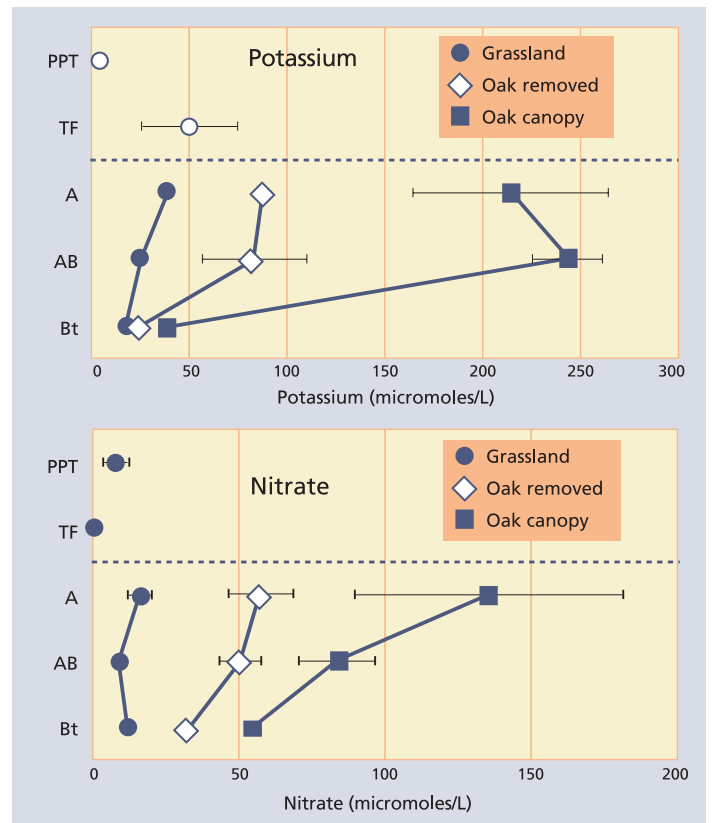 Potassium
Grassland
Oak removed
Oak canopy
PPT
TF
A
AB
Bt
0 50 100 150 200 250 300
Potassium (micromoles/L)
Nitrate
Grassland
Oak removed
Oak canopy
PPT
TF
A
AB
Bt
0 50 100 150 200
Nitrate (micromoles/L)